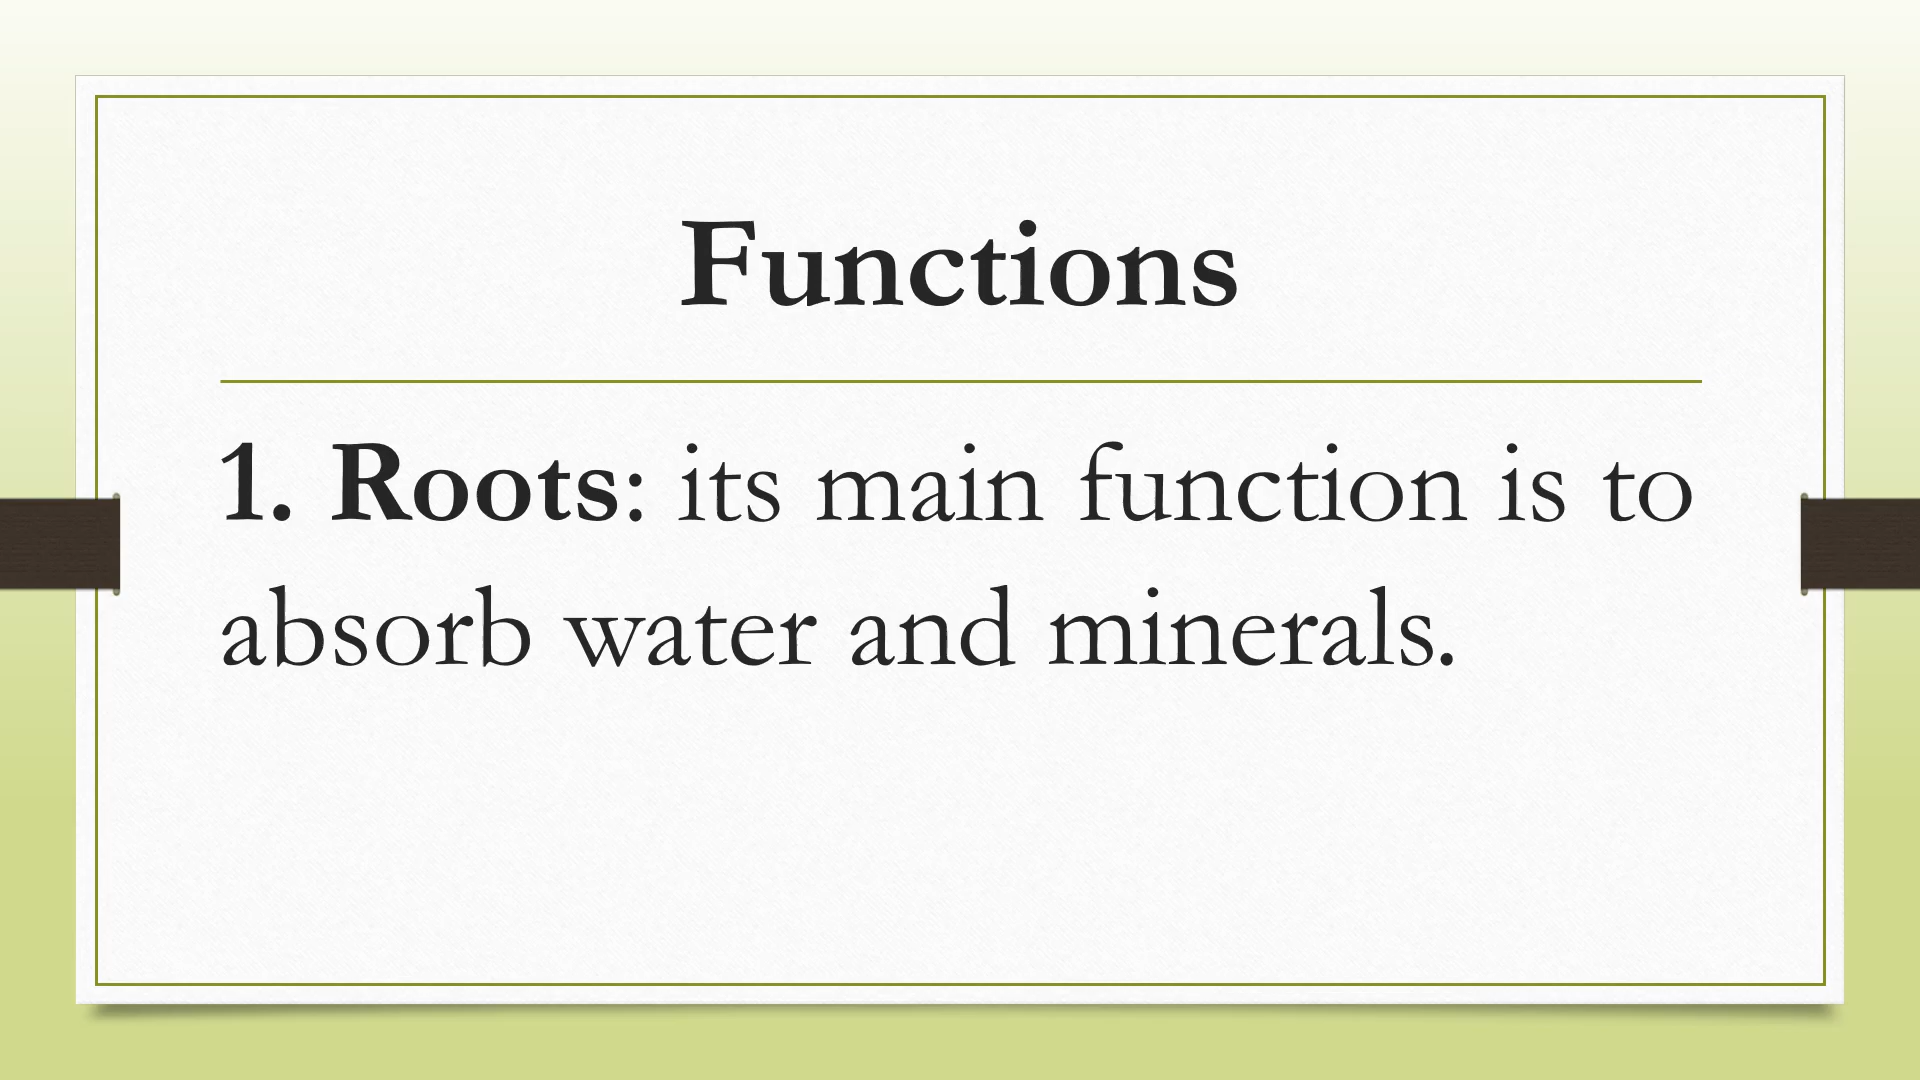 Functions
1. Roots: its main function is to
absorb water and minerals.